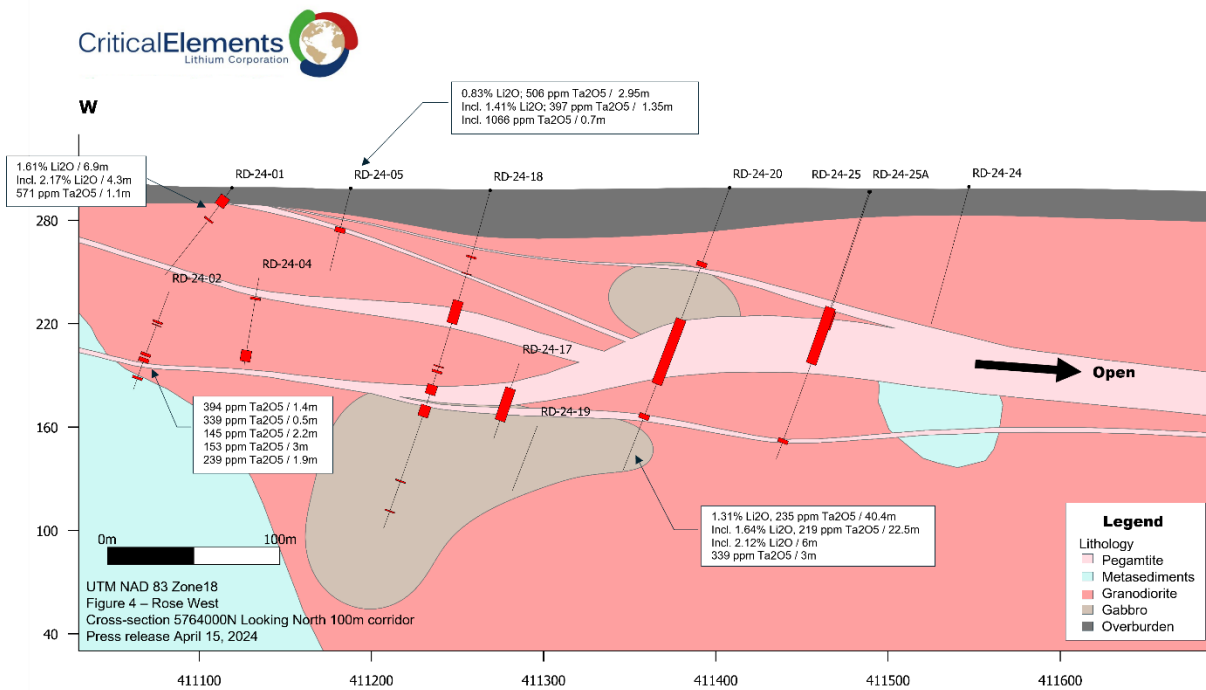 CriticalElements
Lithium Corporation
W
0.83% Li2O; 506 ppm Ta2O5 / 2.95m
Incl. 1.41% Li2O; 397 ppm Ta2O5 / 1.35m
Incl. 1066 ppm Ta2O5 / 0.7m
1.61% Li2O / 6.9m
Incl. 2.17% Li2O / 4.3m
571 ppm Ta2O5 / 1.1m
RD-24-01
RD-24-05
RD-24-18
RD-24-20
RD-24-25
RD-24-25A
RD-24-24
280
RD-24-04
RD-24-02
220
RD-24-17
Open
394 ppm Ta2O5 / 1.4m
339 ppm Ta2O5 / 0.5m
145 ppm Ta2O5 / 2.2m
153 ppm Ta2O5 / 3m
239 ppm Ta2O5 / 1.9m
RD-24-19
160
1.31% Li2O, 235 ppm Ta2O5 / 40.4m
Incl. 1.64% Li2O, 219 ppm Ta2O5 / 22.5m
Incl. 2.12% Li2O / 6m
339 ppm Ta2O5 / 3m
100
0m
100m
Legend
Lithology
Pegamtite
Metasediments
Granodiorite
Gabbro
Overburden
UTM NAD 83 Zone18
Figure 4 – Rose West
Cross-section 5764000N Looking North 100m corridor
Press release April 15, 2024
40
411100
411200
411300
411400
411500
411600